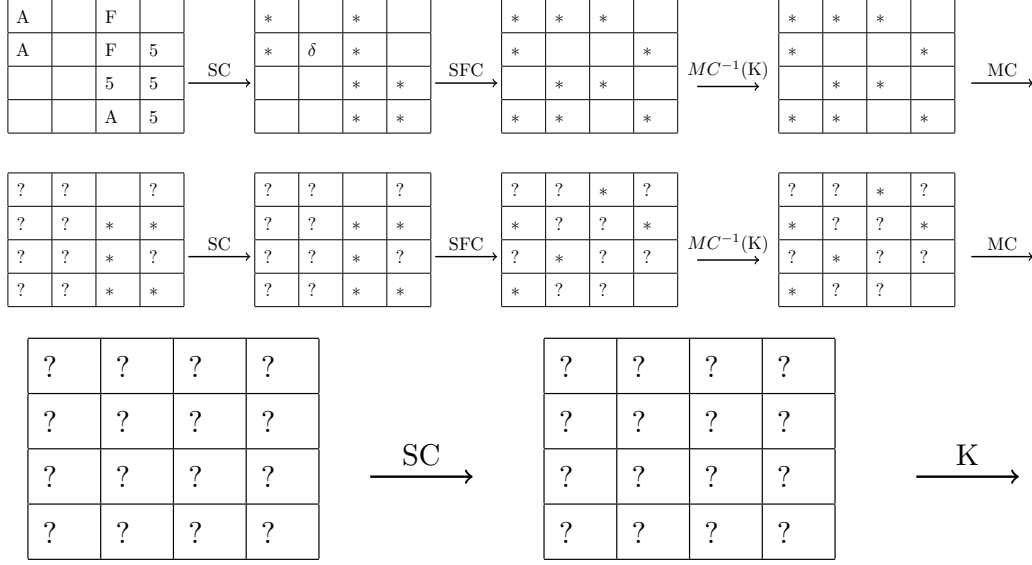 A F * * * * * * * *
A F 5 * δ * * * * *
SC SFC MC⁻¹(K) MC
5 5 * * * * * *
A 5 * * * * * * * *
? ? ? ? ? ? ? ? * ? ? ? * ?
? ? * * ? ? * * * ? ? * * ? ? *
SC SFC MC⁻¹(K) MC
? ? * ? ? ? * ? ? * ? ? ? * ? ?
? ? * * ? ? * * * ? ? * ? ?
? ? ? ? ? ? ? ?
? ? ? ? ? ? ? ?
SC K
? ? ? ? ? ? ? ?
? ? ? ? ? ? ? ?